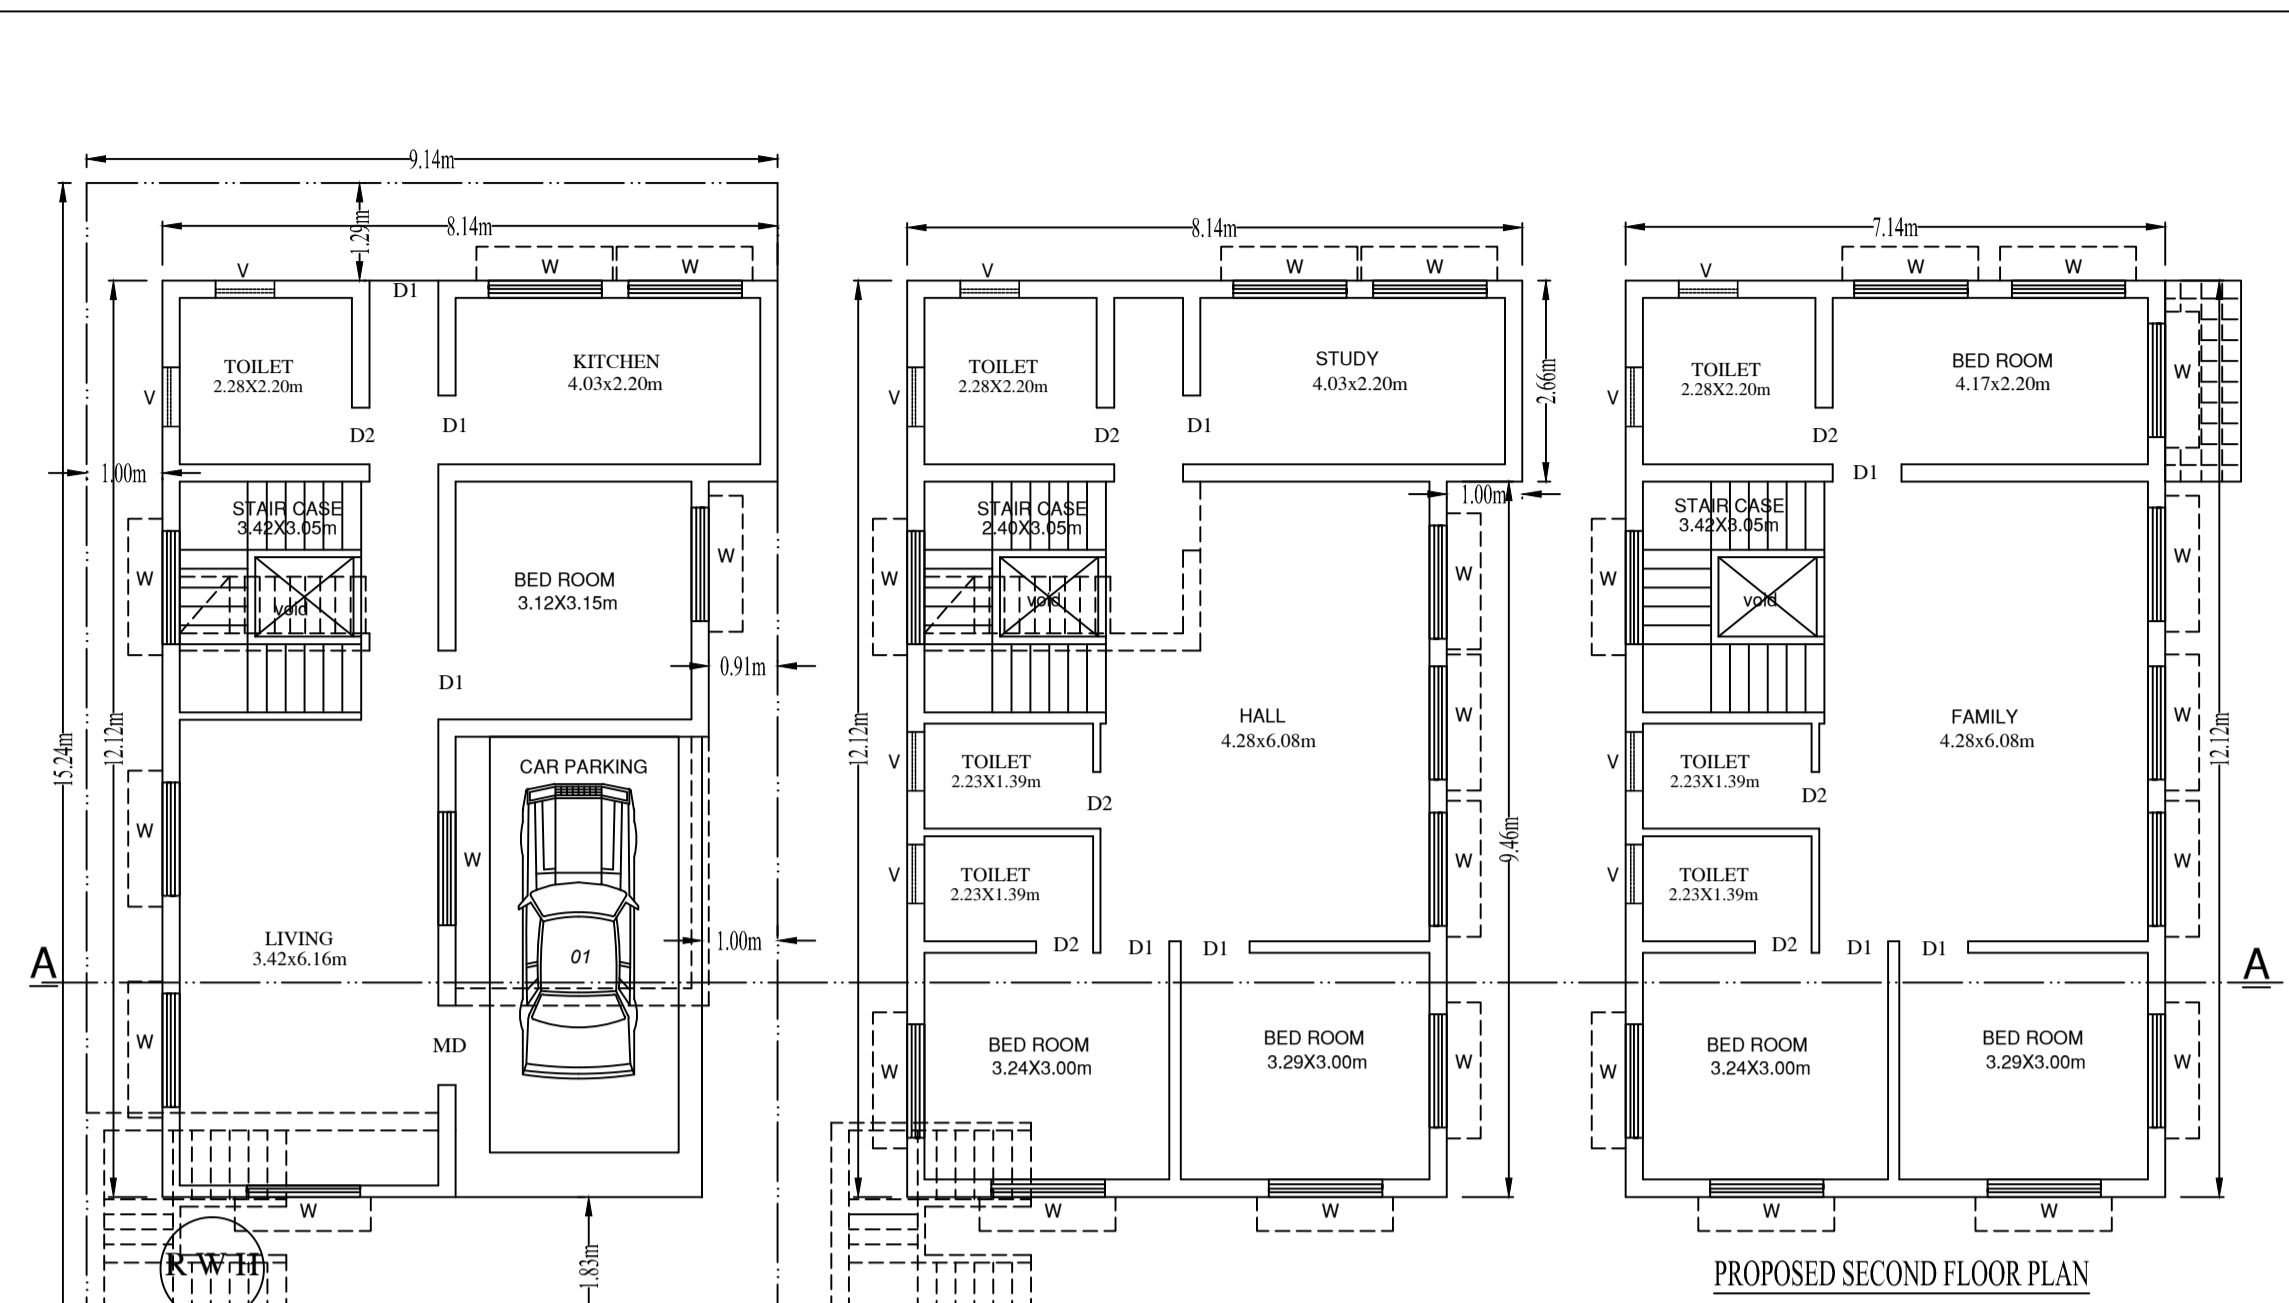 9.14m
8.14m
1.29m
V
D1
W
W
TOILET
2.28X2.20m
KITCHEN
4.03x2.20m
V
D2
D1
1.00m
STAIR CASE
3.42X3.05m
W
void
BED ROOM
3.12X3.15m
W
0.91m
D1
15.24m
12.12m
CAR PARKING
W
W
LIVING
3.42x6.16m
1.00m
01
A
W
MD
W
R W H
1.83m
8.14m
V
W
W
TOILET
2.28X2.20m
STUDY
4.03x2.20m
2.66m
V
D2
D1
STAIR CASE
2.40X3.05m
1.00m
W
void
W
HALL
4.28x6.08m
W
12.12m
V
TOILET
2.23X1.39m
D2
9.46m
W
V
TOILET
2.23X1.39m
D2
D1
D1
BED ROOM
3.24X3.00m
BED ROOM
3.29X3.00m
W
W
W
W
7.14m
V
W
W
TOILET
2.28X2.20m
BED ROOM
4.17x2.20m
W
V
D2
D1
STAIR CASE
3.42X3.05m
W
void
W
FAMILY
4.28x6.08m
W
12.12m
V
TOILET
2.23X1.39m
D2
W
V
TOILET
2.23X1.39m
D2
D1
D1
A
BED ROOM
3.24X3.00m
BED ROOM
3.29X3.00m
W
W
W
W
PROPOSED SECOND FLOOR PLAN